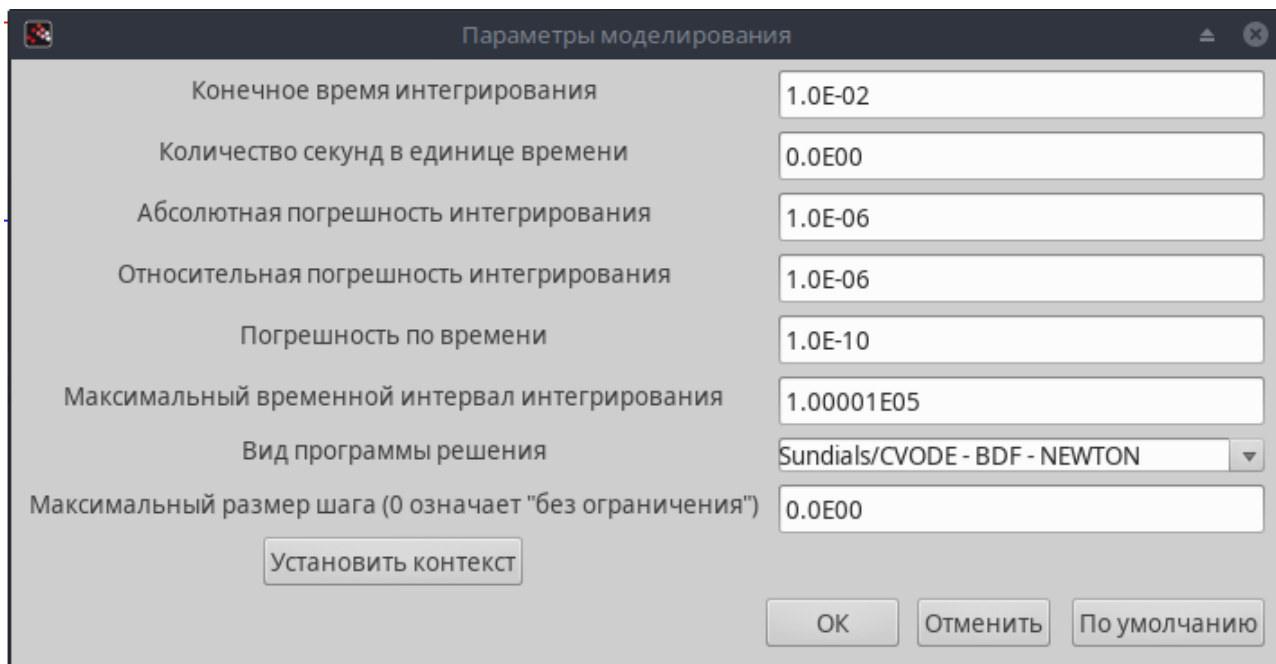 Параметры моделирования
Конечное время интегрирования 1.0E-02
Количество секунд в единице времени 0.0E00
Абсолютная погрешность интегрирования 1.0E-06
Относительная погрешность интегрирования 1.0E-06
Погрешность по времени 1.0E-10
Максимальный временной интервал интегрирования 1.00001E05
Вид программы решения Sundials/CVODE - BDF - NEWTON
Максимальный размер шага (0 означает "без ограничения") 0.0E00
Установить контекст
ОК Отменить По умолчанию